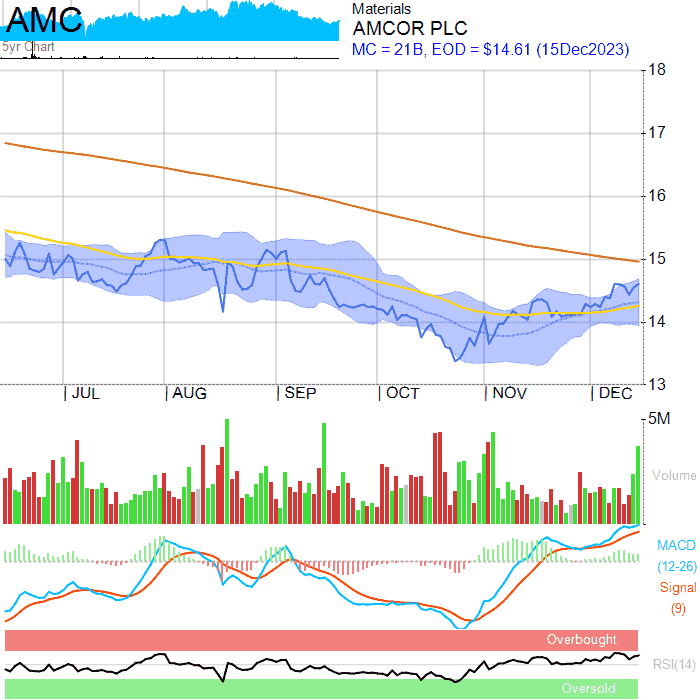 AMC
5yr Chart
Materials
AMCOR PLC
MC = 21B, EOD = $14.61 (15Dec2023)
18
17
16
15
14
13
JUL AUG SEP OCT NOV DEC
5M
Volume
MACD
(12-26)
Signal
(9)
Overbought
RSI(14)
Oversold